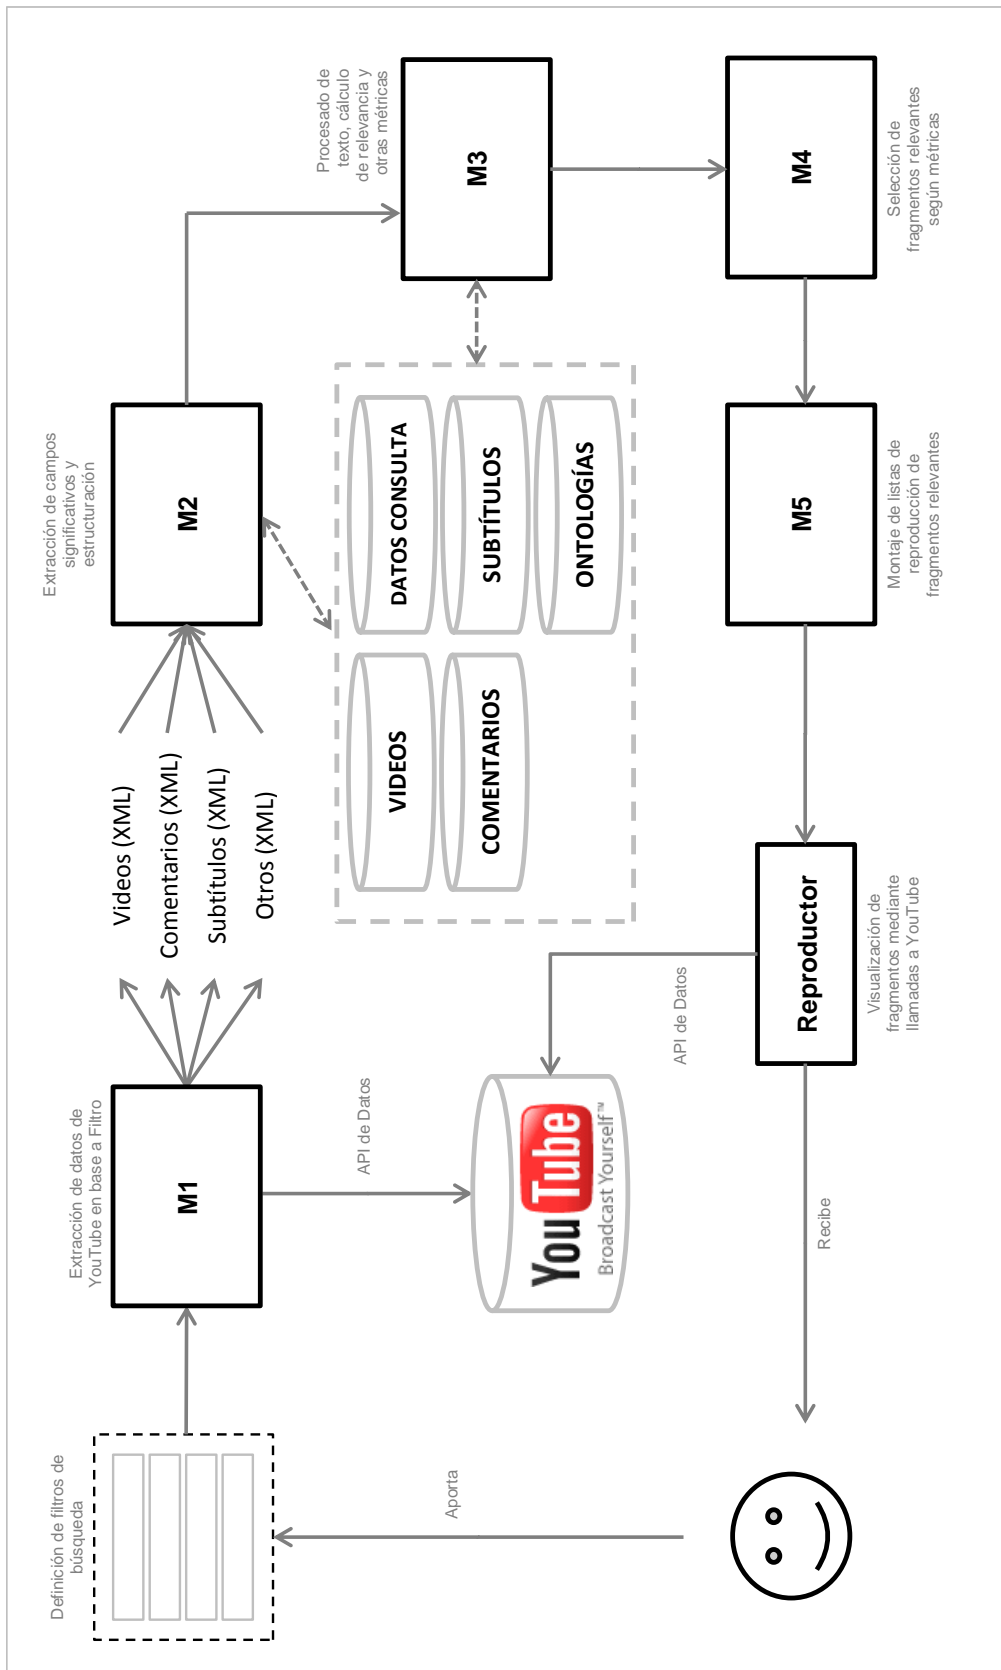 Definición de filtros de
búsqueda
Extracción de datos de
YouTube en base a Filtro
M1
Videos (XML)
Comentarios (XML)
Subtítulos (XML)
Otros (XML)
Extracción de campos
significativos y
estructuración
M2
Procesado de
texto, cálculo
de relevancia y
otras métricas
M3
M4
Selección de
fragmentos relevantes
según métricas
VIDEOS
COMENTARIOS
DATOS CONSULTA
SUBTÍTULOS
ONTOLOGÍAS
M5
Montaje de listas de
reproducción de
fragmentos relevantes
Reproductor
Visualización de
fragmentos mediante
llamadas a YouTube
API de Datos
API de Datos
YouTube
Broadcast Yourself™
Aporta
Recibe